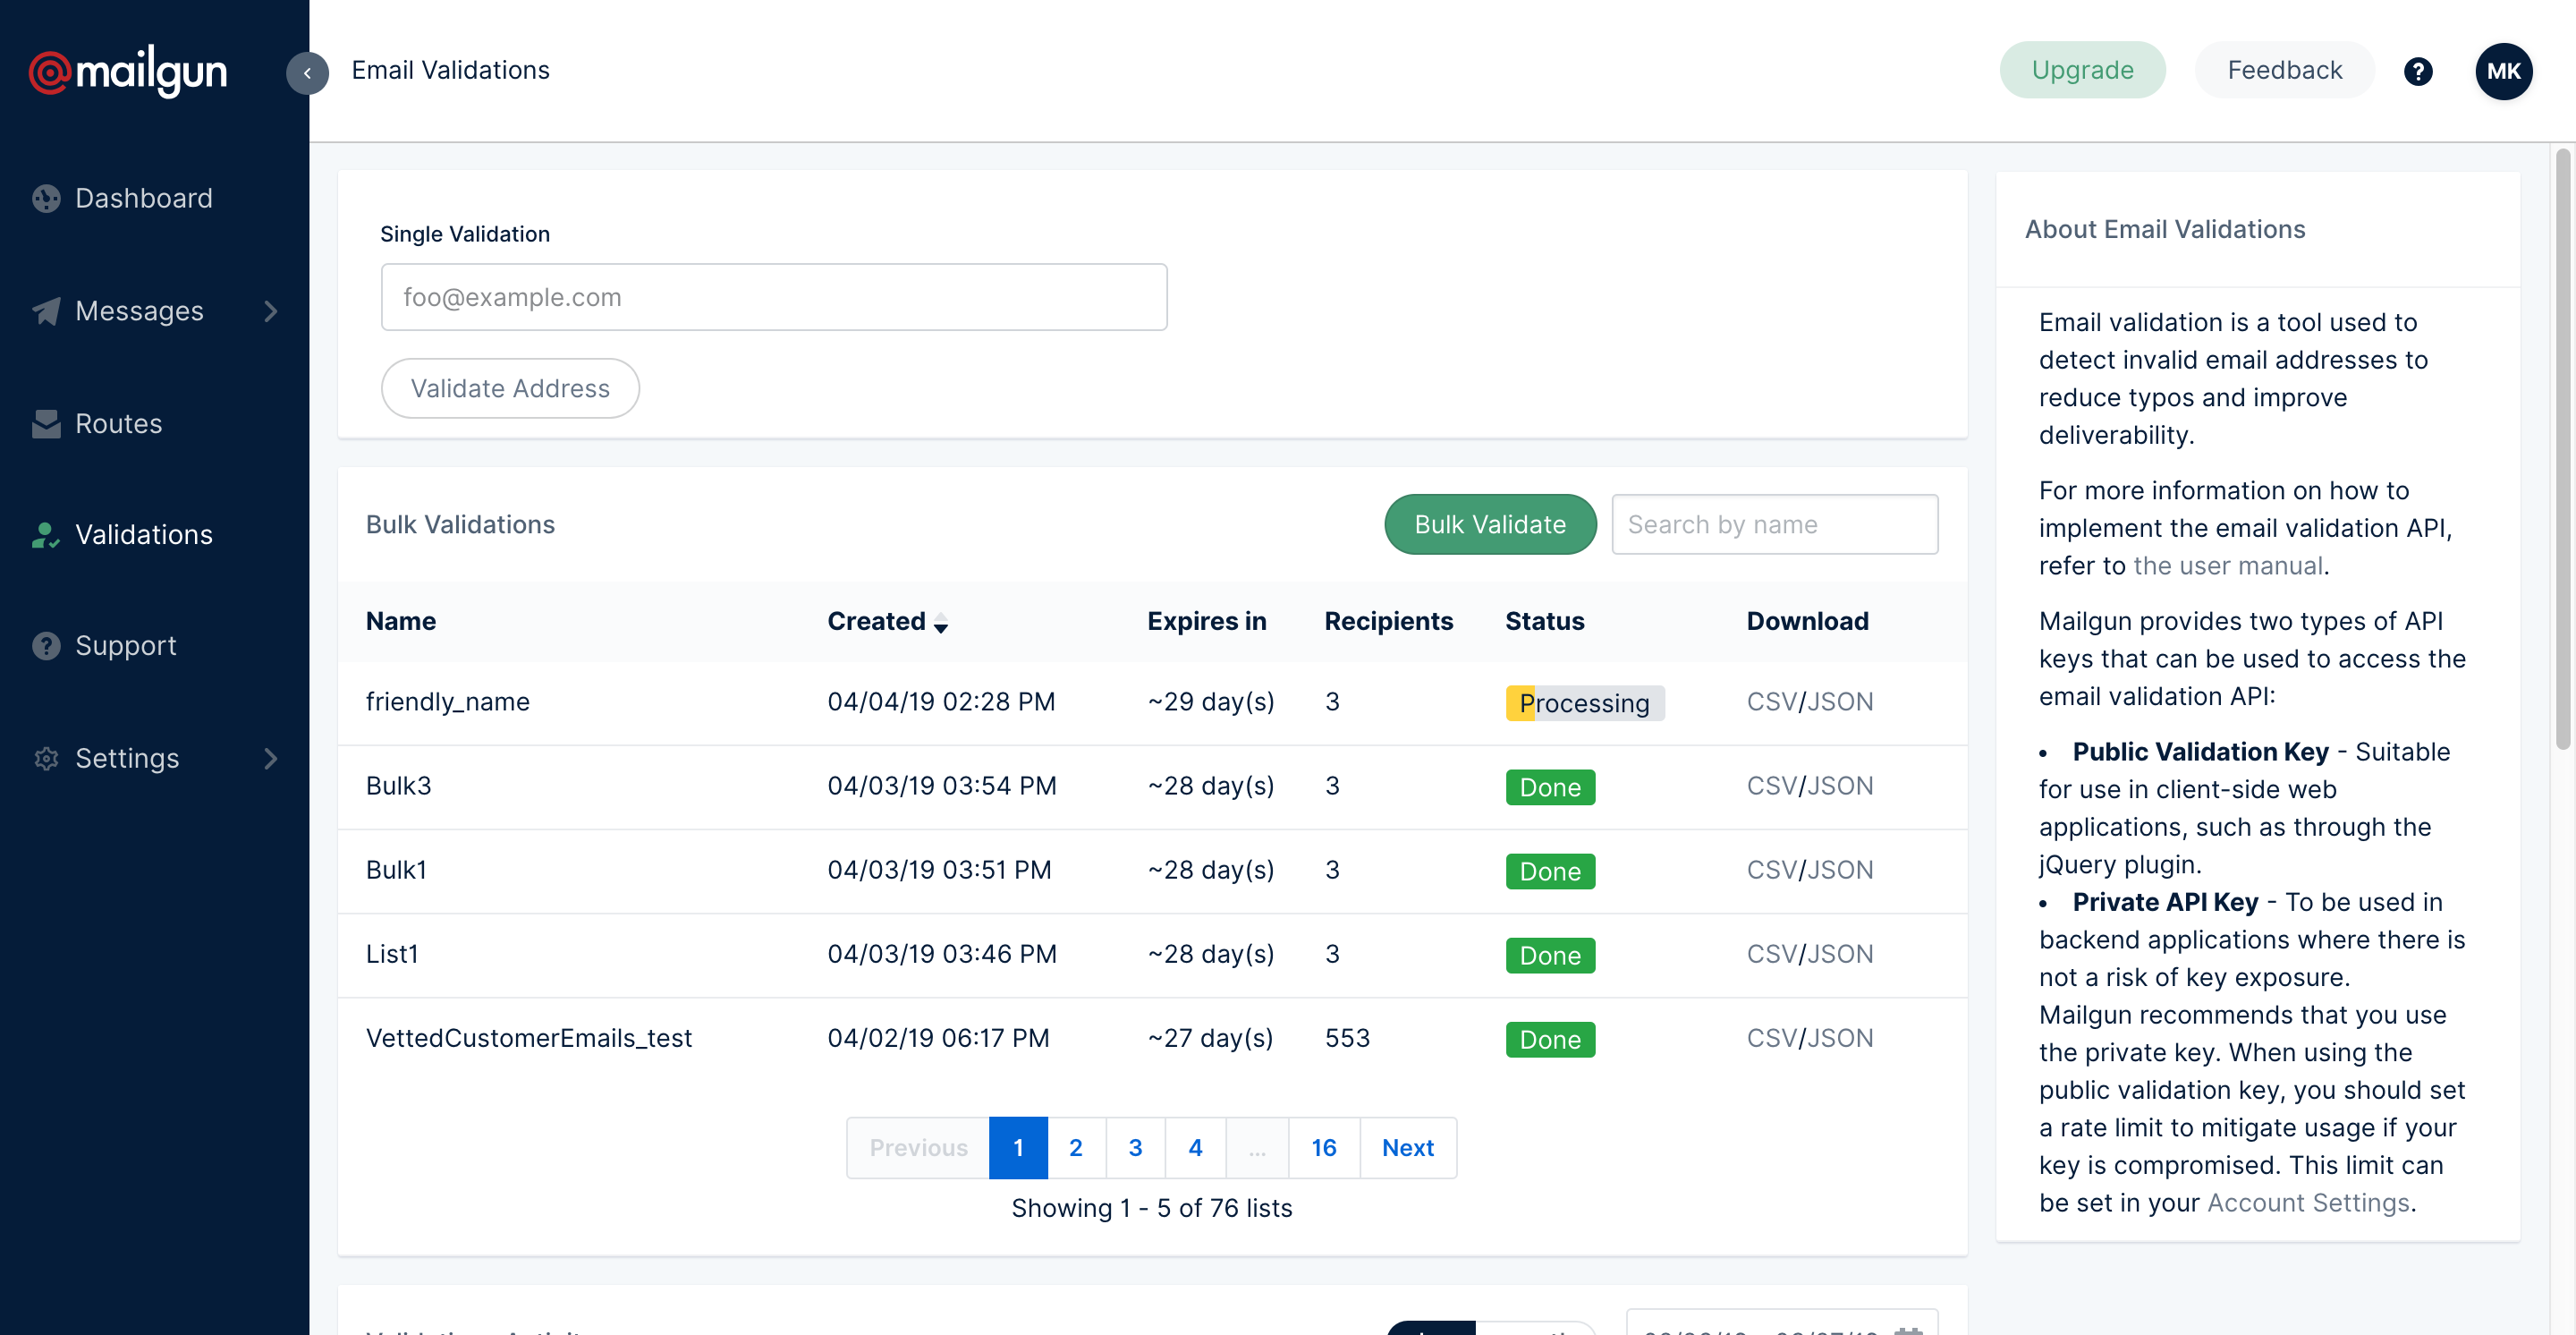 @mailgun
Dashboard
Messages
Routes
Validations
Support
Settings
Email Validations
Upgrade
Feedback
?
MK
Single Validation
foo@example.com
Validate Address
Bulk Validations
Bulk Validate
Search by name
Name Created Expires in Recipients Status Download
friendly_name 04/04/19 02:28 PM ~29 day(s) 3 Processing CSV/JSON
Bulk3 04/03/19 03:54 PM ~28 day(s) 3 Done CSV/JSON
Bulk1 04/03/19 03:51 PM ~28 day(s) 3 Done CSV/JSON
List1 04/03/19 03:46 PM ~28 day(s) 3 Done CSV/JSON
VettedCustomerEmails_test 04/02/19 06:17 PM ~27 day(s) 553 Done CSV/JSON
Previous 1 2 3 4 ... 16 Next
Showing 1 - 5 of 76 lists
About Email Validations
Email validation is a tool used to
detect invalid email addresses to
reduce typos and improve
deliverability.
For more information on how to
implement the email validation API,
refer to the user manual.
Mailgun provides two types of API
keys that can be used to access the
email validation API:
• Public Validation Key - Suitable
for use in client-side web
applications, such as through the
jQuery plugin.
• Private API Key - To be used in
backend applications where there is
not a risk of key exposure.
Mailgun recommends that you use
the private key. When using the
public validation key, you should set
a rate limit to mitigate usage if your
key is compromised. This limit can
be set in your Account Settings.